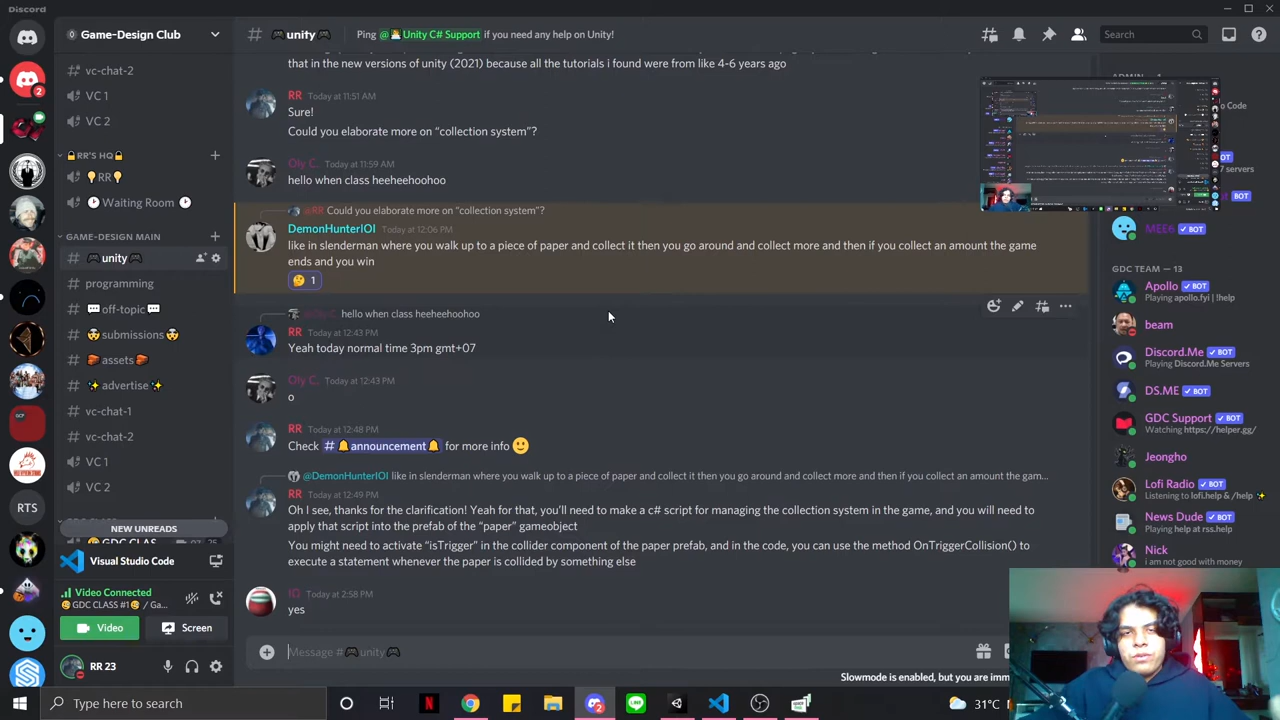 Discord
Game-Design Club
unity
Ping @ Unity C# Support if you need any help on Unity!
Search
vc-chat-2
VC 1
VC 2
RR's HQ
RR
Waiting Room
GAME-DESIGN MAIN
unity
programming
off-topic
submissions
assets
advertise
vc-chat-1
vc-chat-2
VC 1
VC 2
NEW UNREADS
Visual Studio Code
Video Connected
GDC CLASS #1 / Ga...
Video
Screen
RR 23
that in the new versions of unity (2021) because all the tutorials i found were from like 4-6 years ago
RR Today at 11:51 AM
Sure!
Could you elaborate more on "collection system"?
Oly C. Today at 11:59 AM
hello when class heeheehoohoo
@RR Could you elaborate more on "collection system"?
DemonHunterIOI Today at 12:06 PM
like in slenderman where you walk up to a piece of paper and collect it then you go around and collect more and then if you collect an amount the game
ends and you win
1
hello when class heeheehoohoo
RR Today at 12:43 PM
Yeah today normal time 3pm gmt+07
Oly C. Today at 12:43 PM
o
RR Today at 12:48 PM
Check # announcement for more info
@DemonHunterIOI like in slenderman where you walk up to a piece of paper and collect it then you go around and collect more and then if you collect an amount the gam...
RR Today at 12:49 PM
Oh I see, thanks for the clarification! Yeah for that, you'll need to make a c# script for managing the collection system in the game, and you will need to
apply that script into the prefab of the "paper" gameobject
You might need to activate "isTrigger" in the collider component of the paper prefab, and in the code, you can use the method OnTriggerCollision() to
execute a statement whenever the paper is collided by something else
Today at 2:58 PM
yes
Message # unity
Slowmode is enabled, but you are imm
o Code
BOT
7 servers
BOT
MEE6 BOT
GDC TEAM — 13
Apollo BOT
Playing apollo.fyi | !help
beam
Discord.Me BOT
Playing Discord.Me Servers
DS.ME BOT
GDC Support BOT
Watching https://helper.gg/
Jeongho
Lofi Radio BOT
Listening to lofi.help & /help
News Dude BOT
Playing help at rss.help
Nick
i am not good with money
Type here to search
31°C